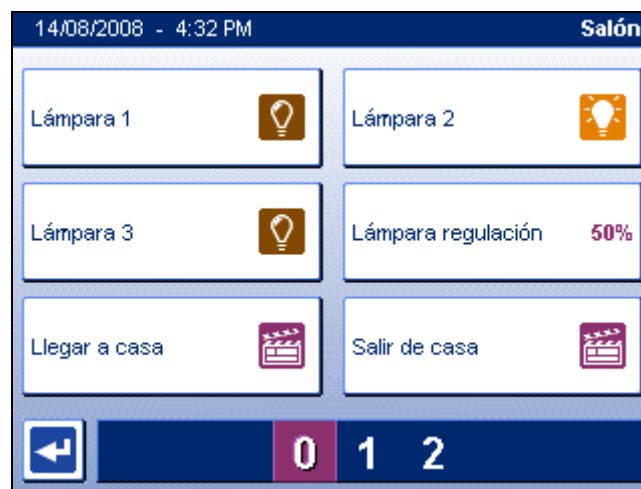 14/08/2008 - 4:32 PM Salón
Lámpara 1 Lámpara 2
Lámpara 3 Lámpara regulación 50%
Llegar a casa Salir de casa
0 1 2